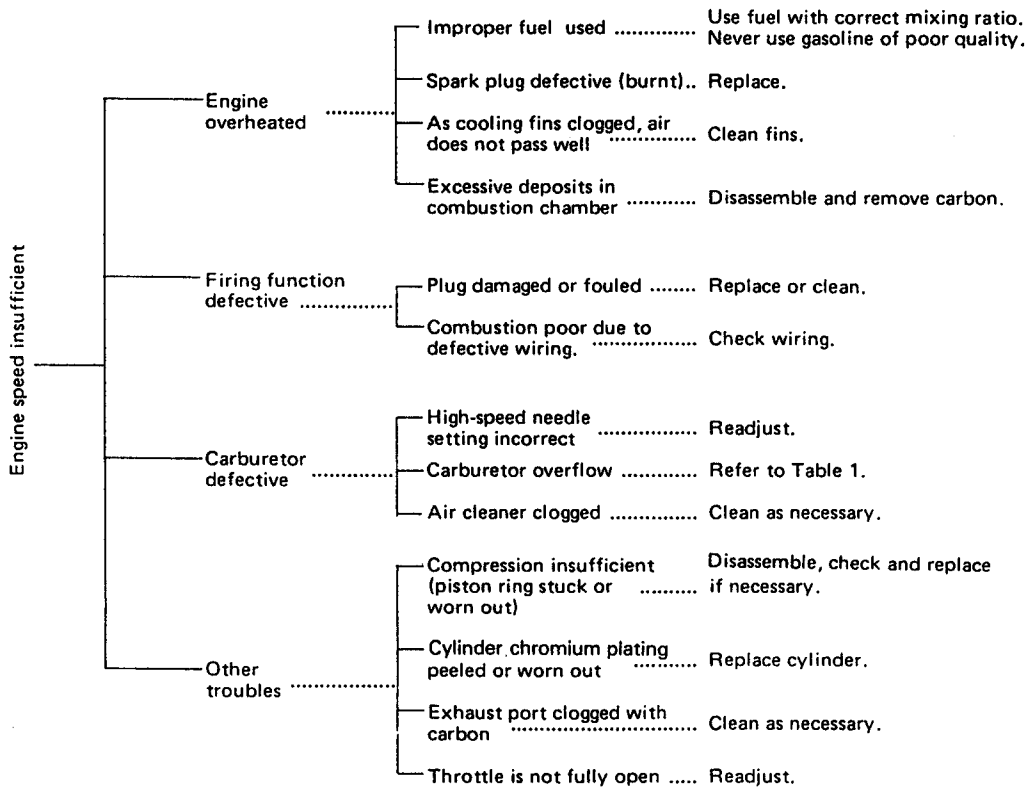 Engine speed insufficient
Engine
overheated ............
Improper fuel used .............. Use fuel with correct mixing ratio.
Never use gasoline of poor quality.
Spark plug defective (burnt).. Replace.
As cooling fins clogged, air
does not pass well .............. Clean fins.
Excessive deposits in
combustion chamber ............ Disassemble and remove carbon.
Firing function
defective .................
Plug damaged or fouled ........ Replace or clean.
Combustion poor due to
defective wiring. ................. Check wiring.
Carburetor
defective ..............
High-speed needle
setting incorrect ................ Readjust.
Carburetor overflow ............. Refer to Table 1.
Air cleaner clogged .............. Clean as necessary.
Other
troubles .................
Compression insufficient
(piston ring stuck or
worn out) .......... Disassemble, check and replace
if necessary.
Cylinder chromium plating
peeled or worn out .......... Replace cylinder.
Exhaust port clogged with
carbon .............................. Clean as necessary.
Throttle is not fully open ..... Readjust.